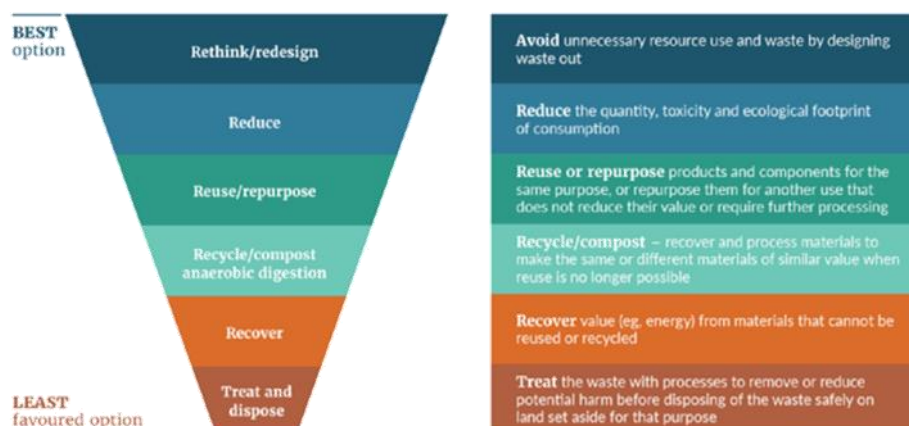 BEST
option
Rethink/redesign
Reduce
Reuse/repurpose
Recycle/compost
anaerobic digestion
Recover
Treat and
dispose
LEAST
favoured option
Avoid unnecessary resource use and waste by designing
waste out
Reduce the quantity, toxicity and ecological footprint
of consumption
Reuse or repurpose products and components for the
same purpose, or repurpose them for another use that
does not reduce their value or require further processing
Recycle/compost – recover and process materials to
make the same or different materials of similar value when
reuse is no longer possible
Recover value (eg, energy) from materials that cannot be
reused or recycled
Treat the waste with processes to remove or reduce
potential harm before disposing of the waste safely on
land set aside for that purpose